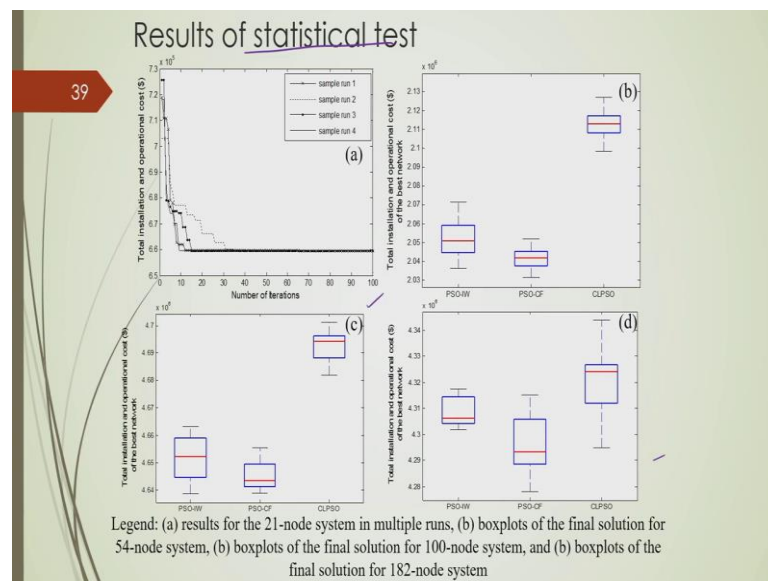 Results of statistical test
39
x 10⁵
7.3
7.2
7.1
7
6.9
6.8
6.7
6.6
6.5
Total installation and operational cost ($)
sample run 1
sample run 2
sample run 3
sample run 4
(a)
0 10 20 30 40 50 60 70 80 90 100
Number of iterations
x 10⁶
(b)
2.13
2.12
2.11
2.1
2.09
2.08
2.07
2.06
2.05
2.04
2.03
Total installation and operational cost ($)
of the best network
PSO-IW PSO-CF CLPSO
(c)
4.7
4.69
4.68
4.67
4.66
4.65
4.64
Total installation and operational cost ($)
of the best network
PSO-IW PSO-CF CLPSO
(d)
4.34
4.33
4.32
4.31
4.3
4.29
4.28
Total installation and operational cost ($)
of the best network
PSO-IW PSO-CF CLPSO
Legend: (a) results for the 21-node system in multiple runs, (b) boxplots of the final solution for
54-node system, (b) boxplots of the final solution for 100-node system, and (b) boxplots of the
final solution for 182-node system